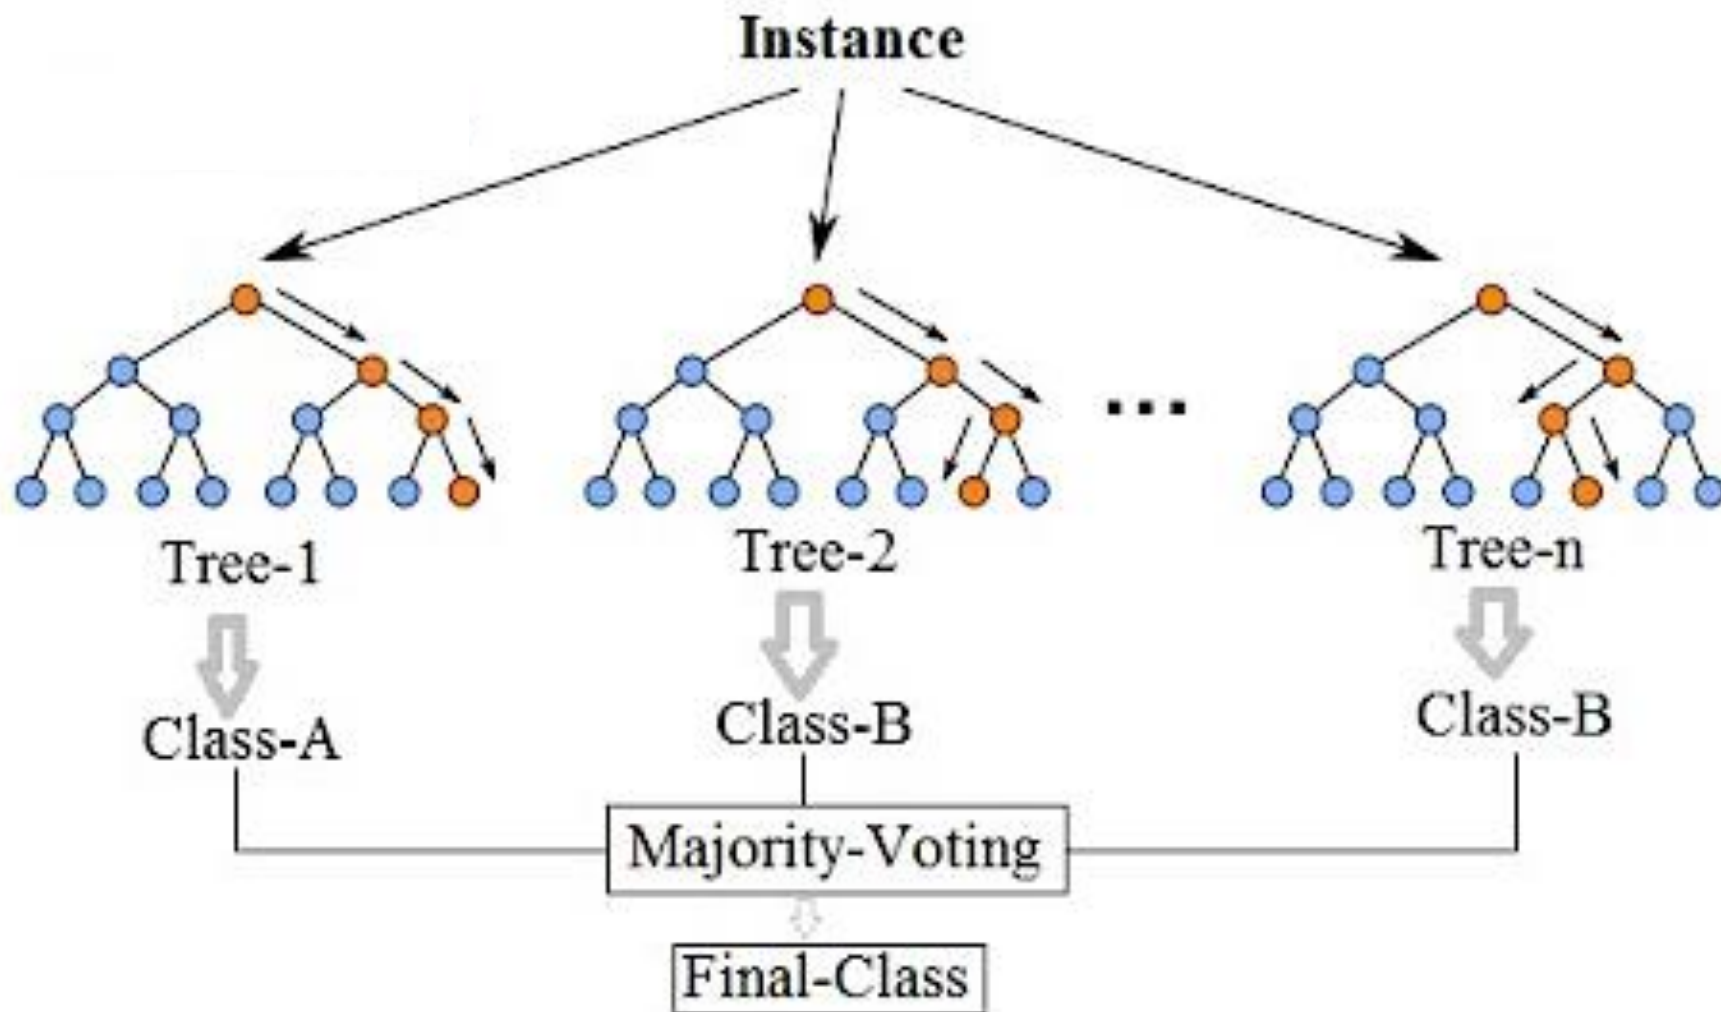 Instance
...
Tree-1
Tree-2
Tree-n
Class-A
Class-B
Class-B
Majority-Voting
Final-Class